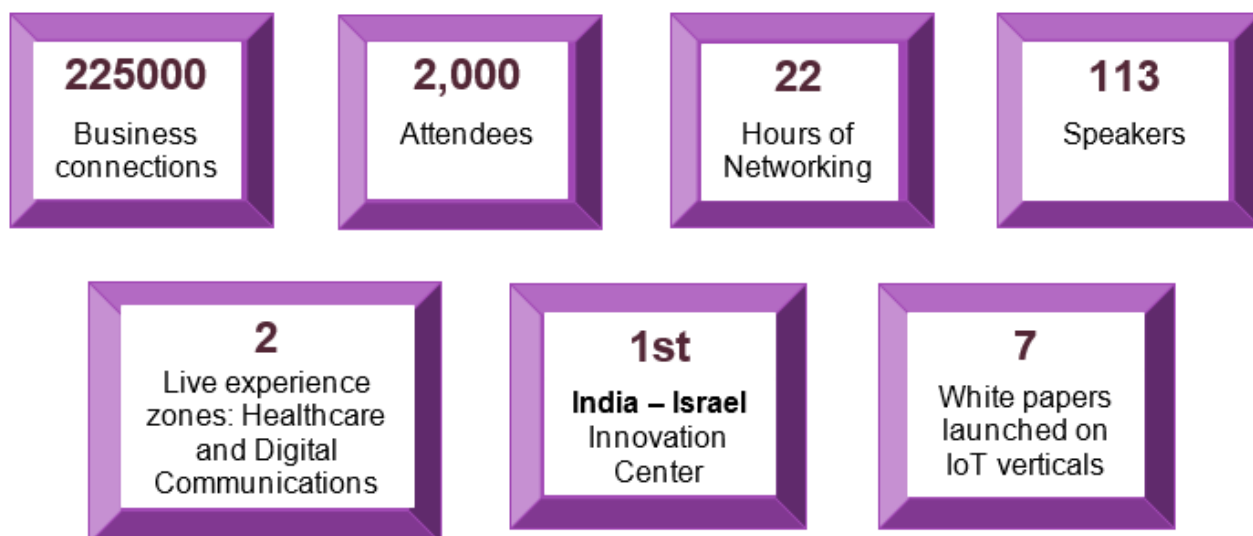 225000
Business
connections
2,000
Attendees
22
Hours of
Networking
113
Speakers
2
Live experience
zones: Healthcare
and Digital
Communications
1st
India – Israel
Innovation
Center
7
White papers
launched on
IoT verticals